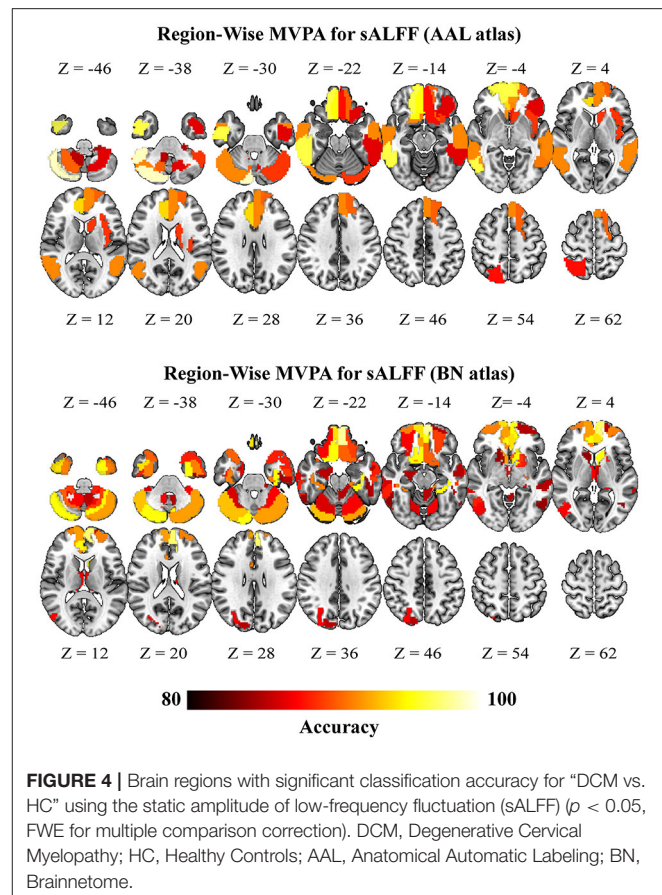 Region-Wise MVPA for sALFF (AAL atlas)
Z = -46 Z = -38 Z = -30 Z = -22 Z = -14 Z = -4 Z = 4
Z = 12 Z = 20 Z = 28 Z = 36 Z = 46 Z = 54 Z = 62
Region-Wise MVPA for sALFF (BN atlas)
Z = -46 Z = -38 Z = -30 Z = -22 Z = -14 Z= -4 Z = 4
Z = 12 Z = 20 Z = 28 Z = 36 Z = 46 Z = 54 Z = 62
80 100
Accuracy
FIGURE 4 | Brain regions with significant classification accuracy for “DCM vs.
HC” using the static amplitude of low-frequency fluctuation (sALFF) (p < 0.05,
FWE for multiple comparison correction). DCM, Degenerative Cervical
Myelopathy; HC, Healthy Controls; AAL, Anatomical Automatic Labeling; BN,
Brainnetome.